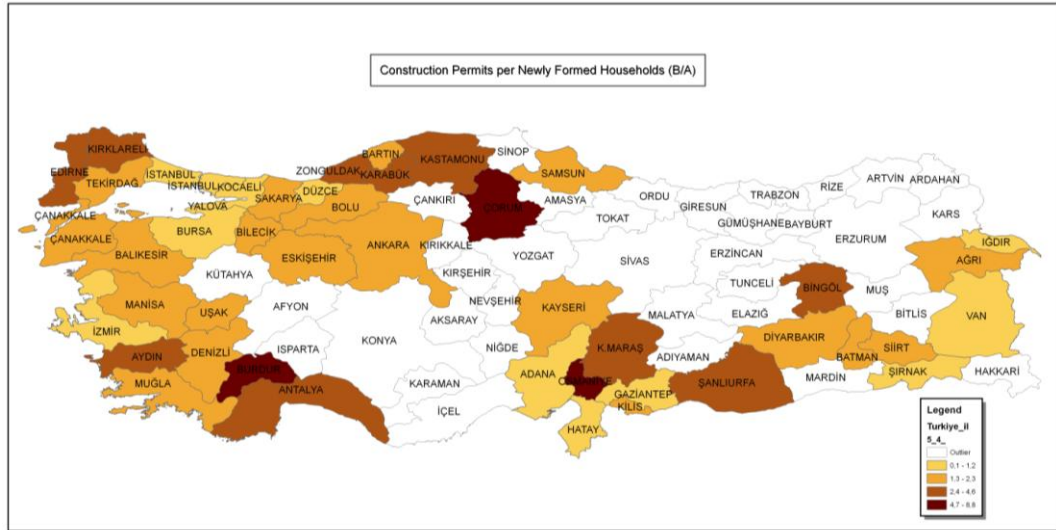 Construction Permits per Newly Formed Households (B/A)
KIRKLARELİ
EDİRNE
TEKİRDAĞ
İSTANBUL
İSTANBUL
KOCAELİ
YALOVA
ÇANAKKALE
ÇANAKKALE
BALIKESİR
BURSA
BİLECİK
SAKARYA
DÜZCE
BOLU
ZONGULDAK
BARTIN
KARABÜK
KASTAMONU
SİNOP
SAMSUN
ÇANKIRI
ÇORUM
AMASYA
TOKAT
ORDU
GİRESUN
TRABZON
RİZE
ARTVİN
ARDAHAN
GÜMÜŞHANE
BAYBURT
KARS
ERZURUM
ERZİNCAN
IĞDIR
AĞRI
ANKARA
KIRIKKALE
ESKİŞEHİR
KÜTAHYA
YOZGAT
SİVAS
KIRŞEHİR
NEVŞEHİR
KAYSERİ
TUNCELİ
BİNGÖL
MUŞ
BİTLİS
VAN
MANİSA
UŞAK
AFYON
İZMİR
AKSARAY
MALATYA
ELAZIĞ
KONYA
NİĞDE
AYDIN
DENİZLİ
ISPARTA
BURDUR
K.MARAŞ
ADIYAMAN
DİYARBAKIR
BATMAN
SİİRT
ŞIRNAK
HAKKARİ
MARDİN
MUĞLA
ANTALYA
KARAMAN
İÇEL
ADANA
OSMANİYE
GAZİANTEP
KİLİS
ŞANLIURFA
HATAY
Legend
Turkiye_il
5_4_
Outlier
0,1 - 1,2
1,3 - 2,3
2,4 - 4,6
4,7 - 8,8